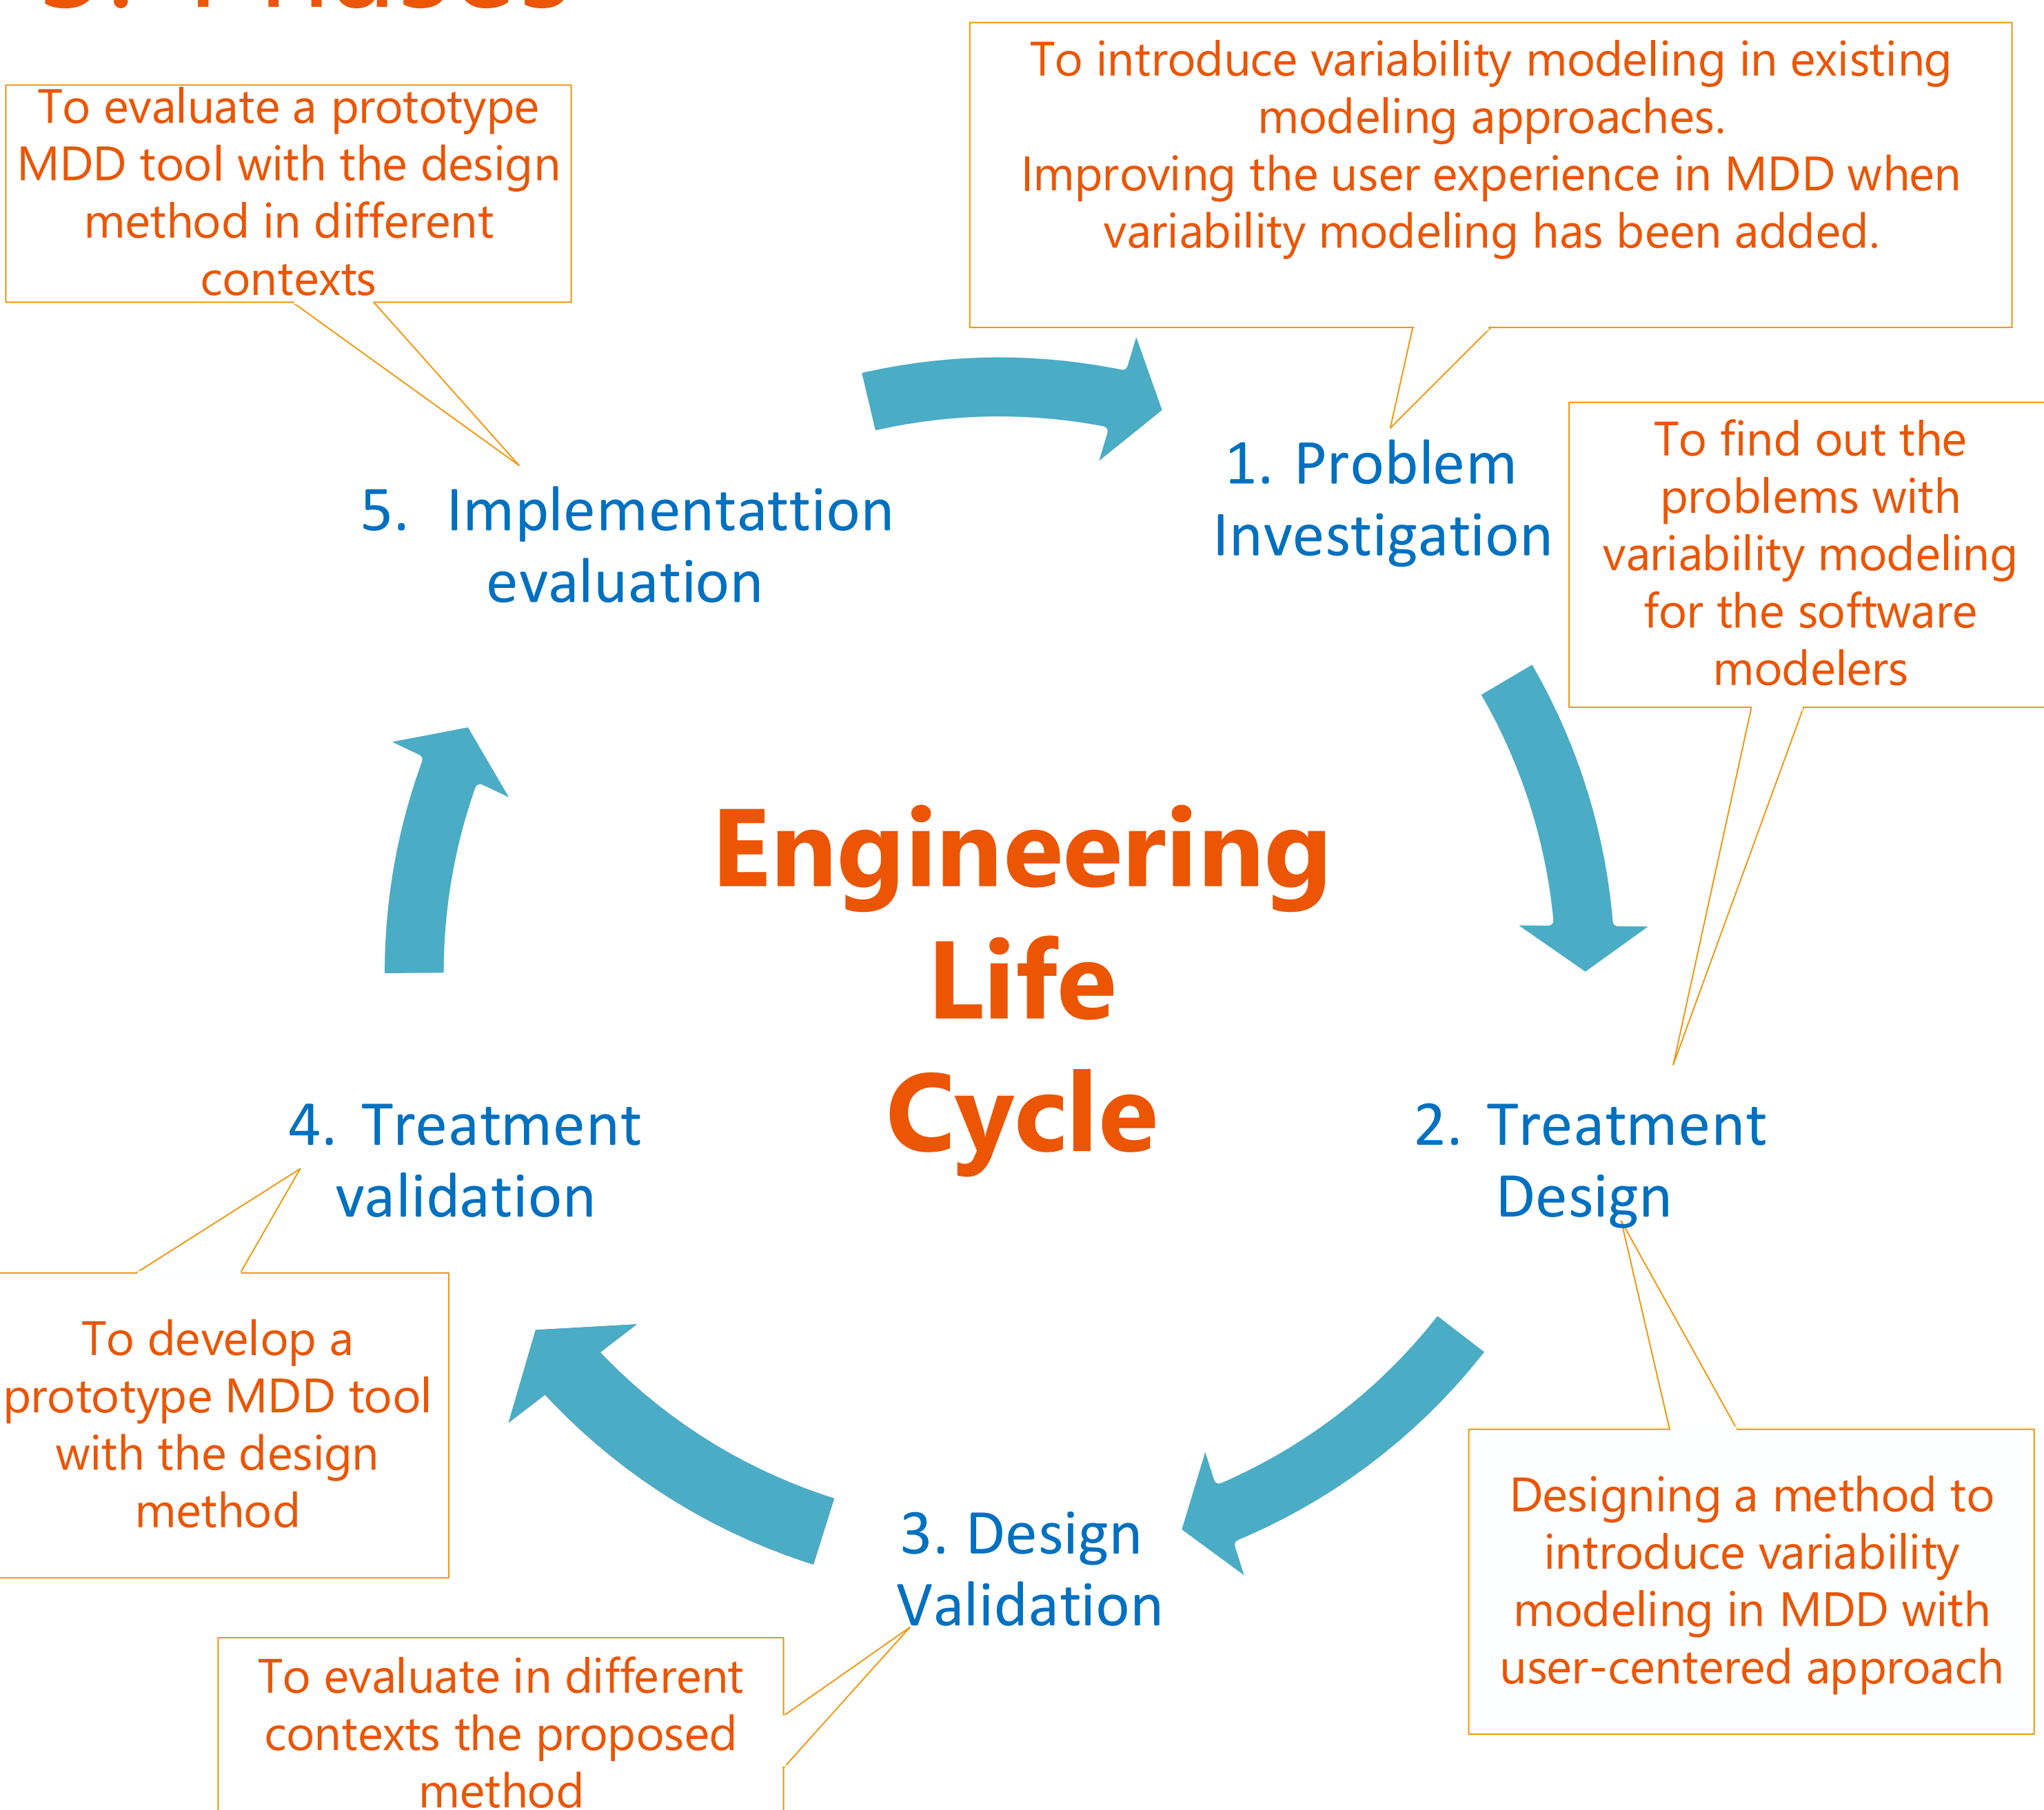 To introduce variability modeling in existing
modeling approaches.
Improving the user experience in MDD when
variability modeling has been added.
To evaluate a prototype
MDD tool with the design
method in different
contexts
1. Problem
Investigation
To find out the
problems with
variability modeling
for the software
modelers
5. Implementattion
evaluation
Engineering
Life
Cycle
4. Treatment
validation
2. Treatment
Design
To develop a
prototype MDD tool
with the design
method
Designing a method to
introduce variability
modeling in MDD with
user-centered approach
3. Design
Validation
To evaluate in different
contexts the proposed
method